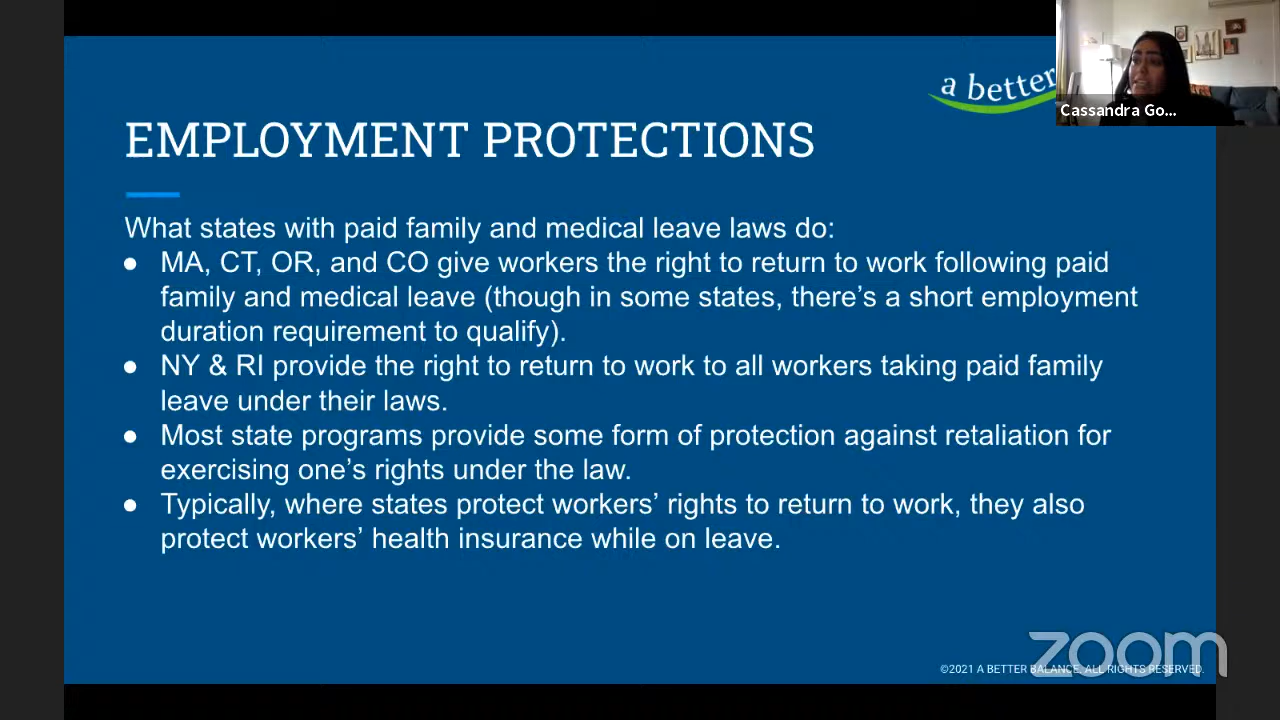 a better
Cassandra Go...
EMPLOYMENT PROTECTIONS
What states with paid family and medical leave laws do:
● MA, CT, OR, and CO give workers the right to return to work following paid
family and medical leave (though in some states, there’s a short employment
duration requirement to qualify).
● NY & RI provide the right to return to work to all workers taking paid family
leave under their laws.
● Most state programs provide some form of protection against retaliation for
exercising one’s rights under the law.
● Typically, where states protect workers’ rights to return to work, they also
protect workers’ health insurance while on leave.
zoom
©2021 A BETTER BALANCE. ALL RIGHTS RESERVED.